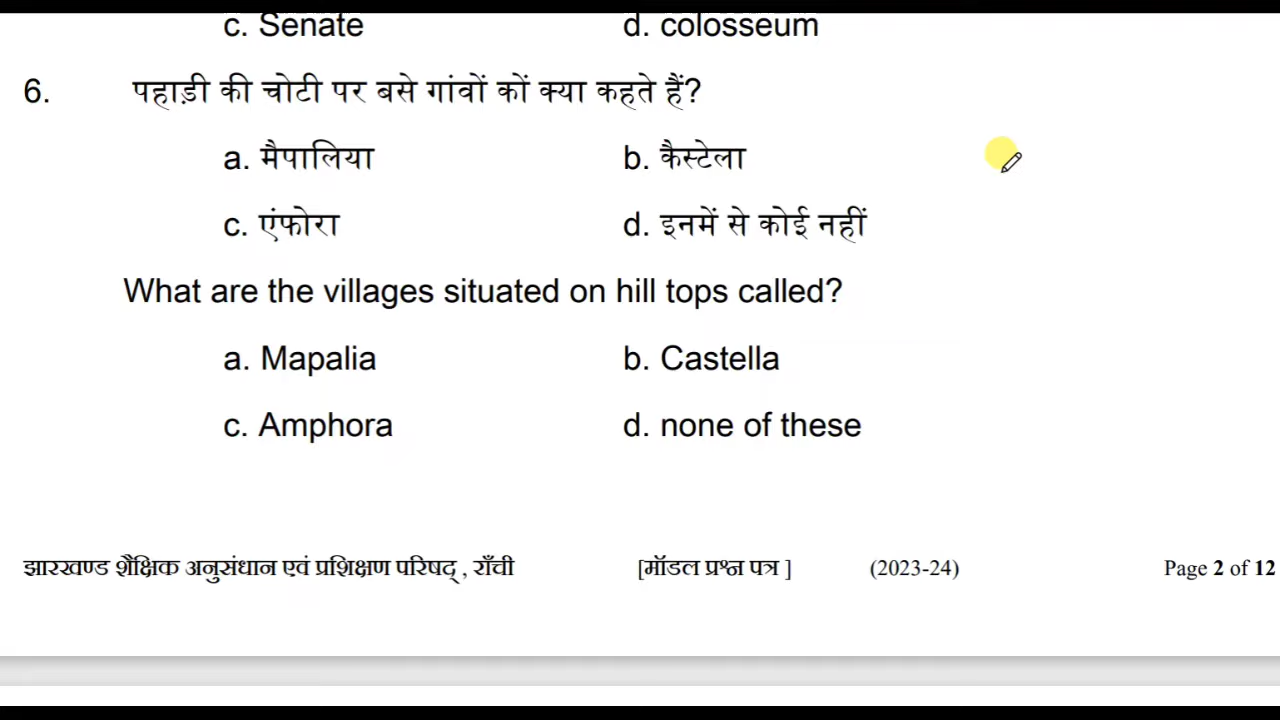 c. Senate d. colosseum
6. पहाड़ी की चोटी पर बसे गांवों कों क्या कहते हैं?
a. मैपालिया b. कैस्टेला
c. एंफोरा d. इनमें से कोई नहीं
What are the villages situated on hill tops called?
a. Mapalia b. Castella
c. Amphora d. none of these
झारखण्ड शैक्षिक अनुसंधान एवं प्रशिक्षण परिषद् , राँची [मॉडल प्रश्न पत्र ] (2023-24) Page 2 of 12